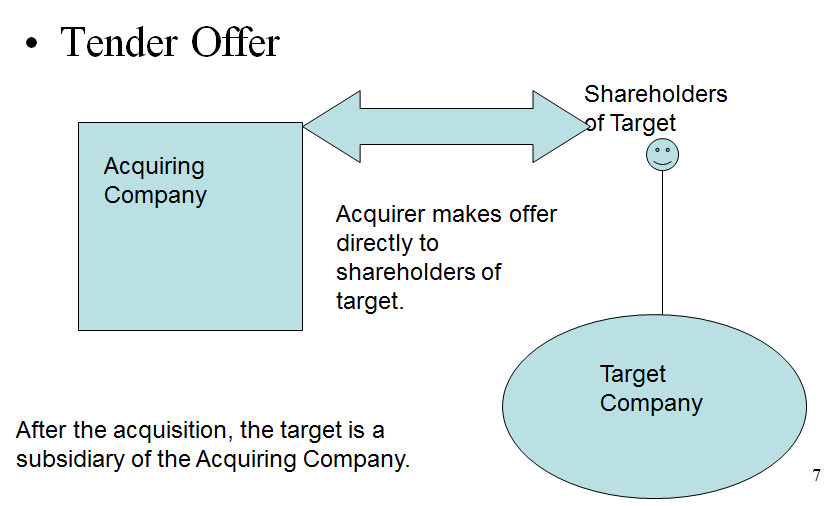 • Tender Offer
Shareholders
of Target
Acquiring
Company
Acquirer makes offer
directly to
shareholders of
target.
Target
Company
After the acquisition, the target is a
subsidiary of the Acquiring Company.
7